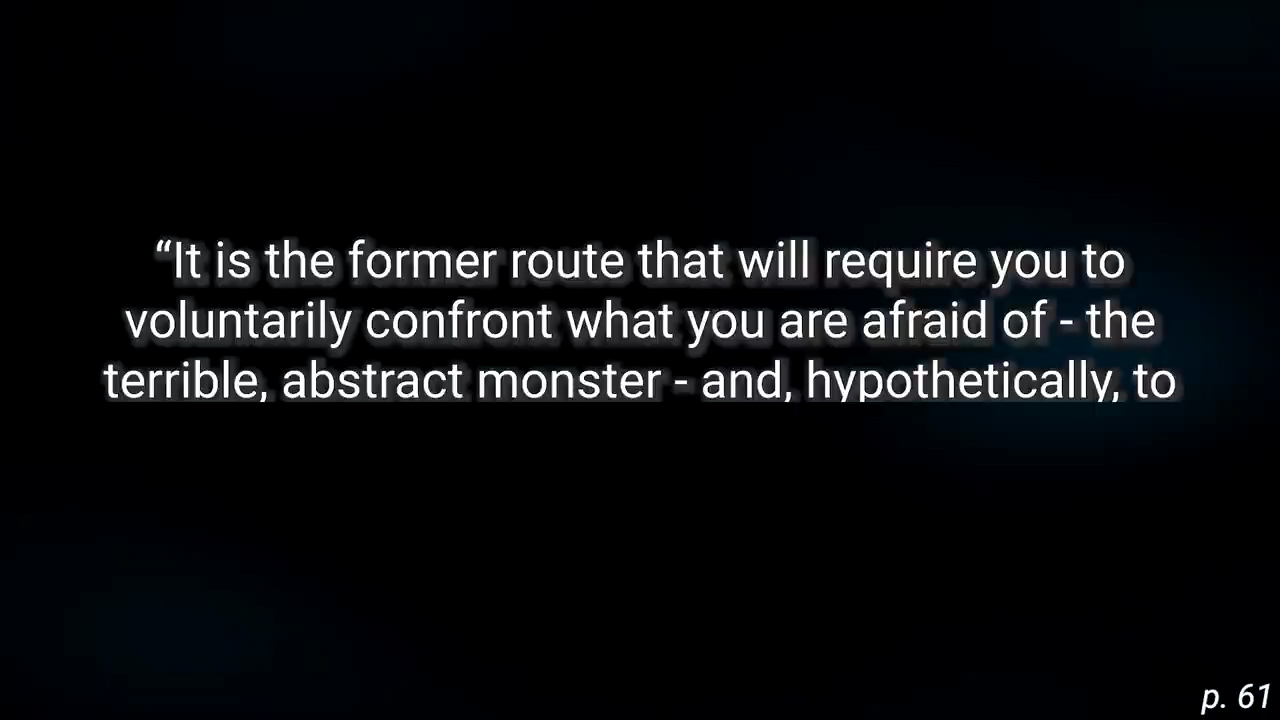 “It is the former route that will require you to
voluntarily confront what you are afraid of - the
terrible, abstract monster - and, hypothetically, to
p. 61